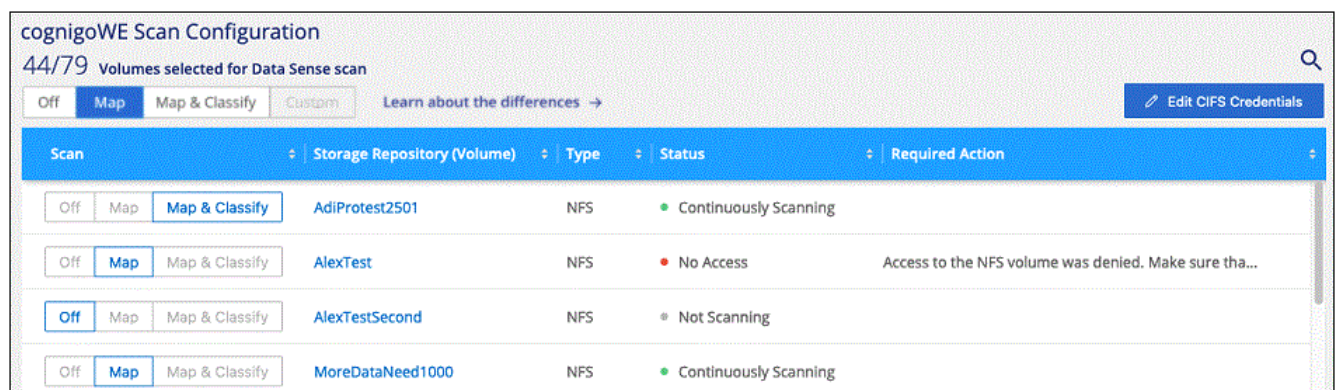 cognigoWE Scan Configuration
44/79 Volumes selected for Data Sense scan
Off Map Map & Classify Custom Learn about the differences → Edit CIFS Credentials
Scan Storage Repository (Volume) Type Status Required Action
Off Map Map & Classify AdiProtest2501 NFS Continuously Scanning
Off Map Map & Classify AlexTest NFS No Access Access to the NFS volume was denied. Make sure tha...
Off Map Map & Classify AlexTestSecond NFS Not Scanning
Off Map Map & Classify MoreDataNeed1000 NFS Continuously Scanning